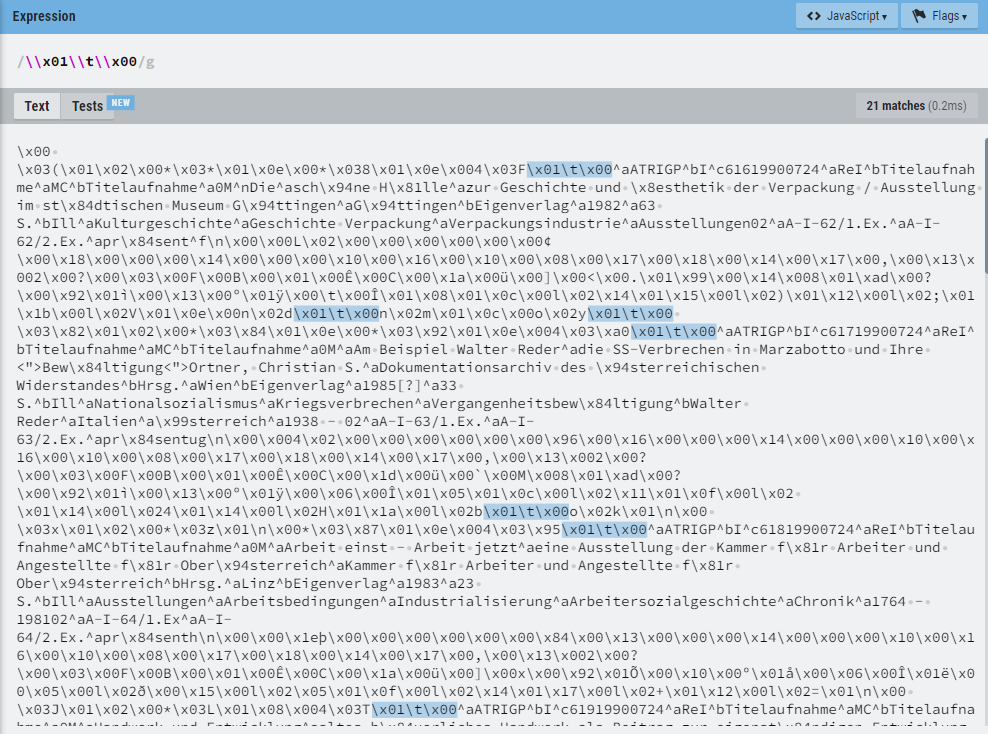 Expression
<> JavaScript ▾
Flags ▾
/\\x01\\t\\x00/g
Text
Tests
NEW
21 matches (0.2ms)
\x00
\x03(\x01\x02\x00*\x03*\x01\x0e\x00*\x038\x01\x0e\x004\x03F\x01\t\x00^aATRIGP^bI^c61619900724^aReI^bTitelaufnah
me^aMC^bTitelaufnahme^a0M^nDie^asch\x94ne H\x81lle^azur Geschichte und \x8esthetik der Verpackung / Ausstellung
im st\x84dtischen Museum G\x94ttingen^aG\x94ttingen^bEigenverlag^a1982^a63
S.^bIll^aKulturgeschichte^aGeschichte Verpackung^aVerpackungsindustrie^aAusstellungen02^aA-I-62/1.Ex.^aA-I-
62/2.Ex.^apr\x84sent^f\n\x00\x00L\x02\x00\x00\x00\x00\x00\x00¢
\x00\x18\x00\x00\x00\x14\x00\x00\x00\x10\x00\x16\x00\x10\x00\x08\x00\x17\x00\x18\x00\x14\x00\x17\x00,\x00\x13\x
002\x00?\x00\x03\x00F\x00B\x00\x01\x00Ê\x00C\x00\x1a\x00ü\x00]\x00<\x00.\x01\x99\x00\x14\x008\x01\xad\x00?
\x00\x92\x01ì\x00\x13\x00°\x01ÿ\x00\t\x00Î\x01\x08\x01\x0c\x00l\x02\x14\x01\x15\x00l\x02)\x01\x12\x00l\x02;\x01
\x1b\x00l\x02V\x01\x0e\x00n\x02d\x01\t\x00n\x02m\x01\x0c\x00o\x02y\x01\t\x00
\x03\x82\x01\x02\x00*\x03\x84\x01\x0e\x00*\x03\x92\x01\x0e\x004\x03\xa0\x01\t\x00^aATRIGP^bI^c61719900724^aReI^
bTitelaufnahme^aMC^bTitelaufnahme^a0M^aAm Beispiel Walter Reder^adie SS-Verbrechen in Marzabotto und Ihre
<">Bew\x84ltigung<">Ortner, Christian S.^aDokumentationsarchiv des \x94sterreichischen
Widerstandes^bHrsg.^aWien^bEigenverlag^a1985[?]^a33
S.^bIll^aNationalsozialismus^aKriegsverbrechen^aVergangenheitsbew\x84ltigung^bWalter
Reder^aItalien^a\x99sterreich^a1938 - 02^aA-I-63/1.Ex.^aA-I-
63/2.Ex.^apr\x84sentug\n\x00\x004\x02\x00\x00\x00\x00\x00\x00\x96\x00\x16\x00\x00\x00\x14\x00\x00\x00\x10\x00\x
16\x00\x10\x00\x08\x00\x17\x00\x18\x00\x14\x00\x17\x00,\x00\x13\x002\x00?
\x00\x03\x00F\x00B\x00\x01\x00Ê\x00C\x00\x1d\x00ü\x00`\x00M\x008\x01\xad\x00?
\x00\x92\x01ì\x00\x13\x00°\x01ÿ\x00\x06\x00Î\x01\x05\x01\x0c\x00l\x02\x11\x01\x0f\x00l\x02
\x01\x14\x00l\x024\x01\x14\x00l\x02H\x01\x1a\x00l\x02b\x01\t\x00o\x02k\x01\n\x00
\x03x\x01\x02\x00*\x03z\x01\n\x00*\x03\x87\x01\x0e\x004\x03\x95\x01\t\x00^aATRIGP^bI^c61819900724^aReI^bTitelau
fnahme^aMC^bTitelaufnahme^a0M^aArbeit einst - Arbeit jetzt^aeine Ausstellung der Kammer f\x81r Arbeiter und
Angestellte f\x81r Ober\x94sterreich^aKammer f\x81r Arbeiter und Angestellte f\x81r
Ober\x94sterreich^bHrsg.^aLinz^bEigenverlag^a1983^a23
S.^bIll^aAusstellungen^aArbeitsbedingungen^aIndustrialisierung^aArbeitersozialgeschichte^aChronik^a1764 -
198102^aA-I-64/1.Ex^aA-I-
64/2.Ex.^apr\x84senth\n\x00\x00\x1eþ\x00\x00\x00\x00\x00\x00\x84\x00\x13\x00\x00\x00\x14\x00\x00\x00\x10\x00\x1
6\x00\x10\x00\x08\x00\x17\x00\x18\x00\x14\x00\x17\x00,\x00\x13\x002\x00?
\x00\x03\x00F\x00B\x00\x01\x00Ê\x00C\x00\x1a\x00ü\x00]\x00x\x00\x92\x01Õ\x00\x10\x00°\x01å\x00\x06\x00Î\x01ë\x0
0\x05\x00l\x02ð\x00\x15\x00l\x02\x05\x01\x0f\x00l\x02\x14\x01\x17\x00l\x02+\x01\x12\x00l\x02=\x01\n\x00
\x03J\x01\x02\x00*\x03L\x01\x08\x004\x03T\x01\t\x00^aATRIGP^bI^c61919900724^aReI^bTitelaufnahme^aMC^bTitelaufna